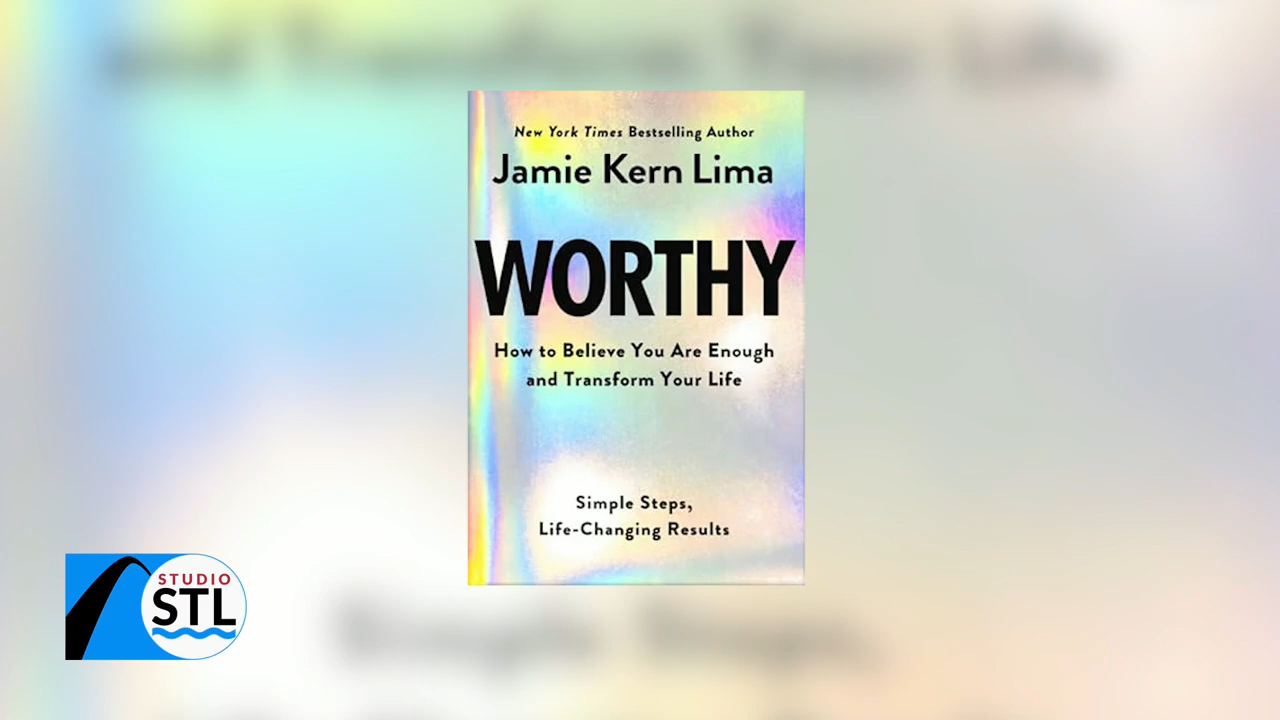 New York Times Bestselling Author
Jamie Kern Lima
WORTHY
How to Believe You Are Enough
and Transform Your Life
Simple Steps,
Life-Changing Results
STUDIO
STL